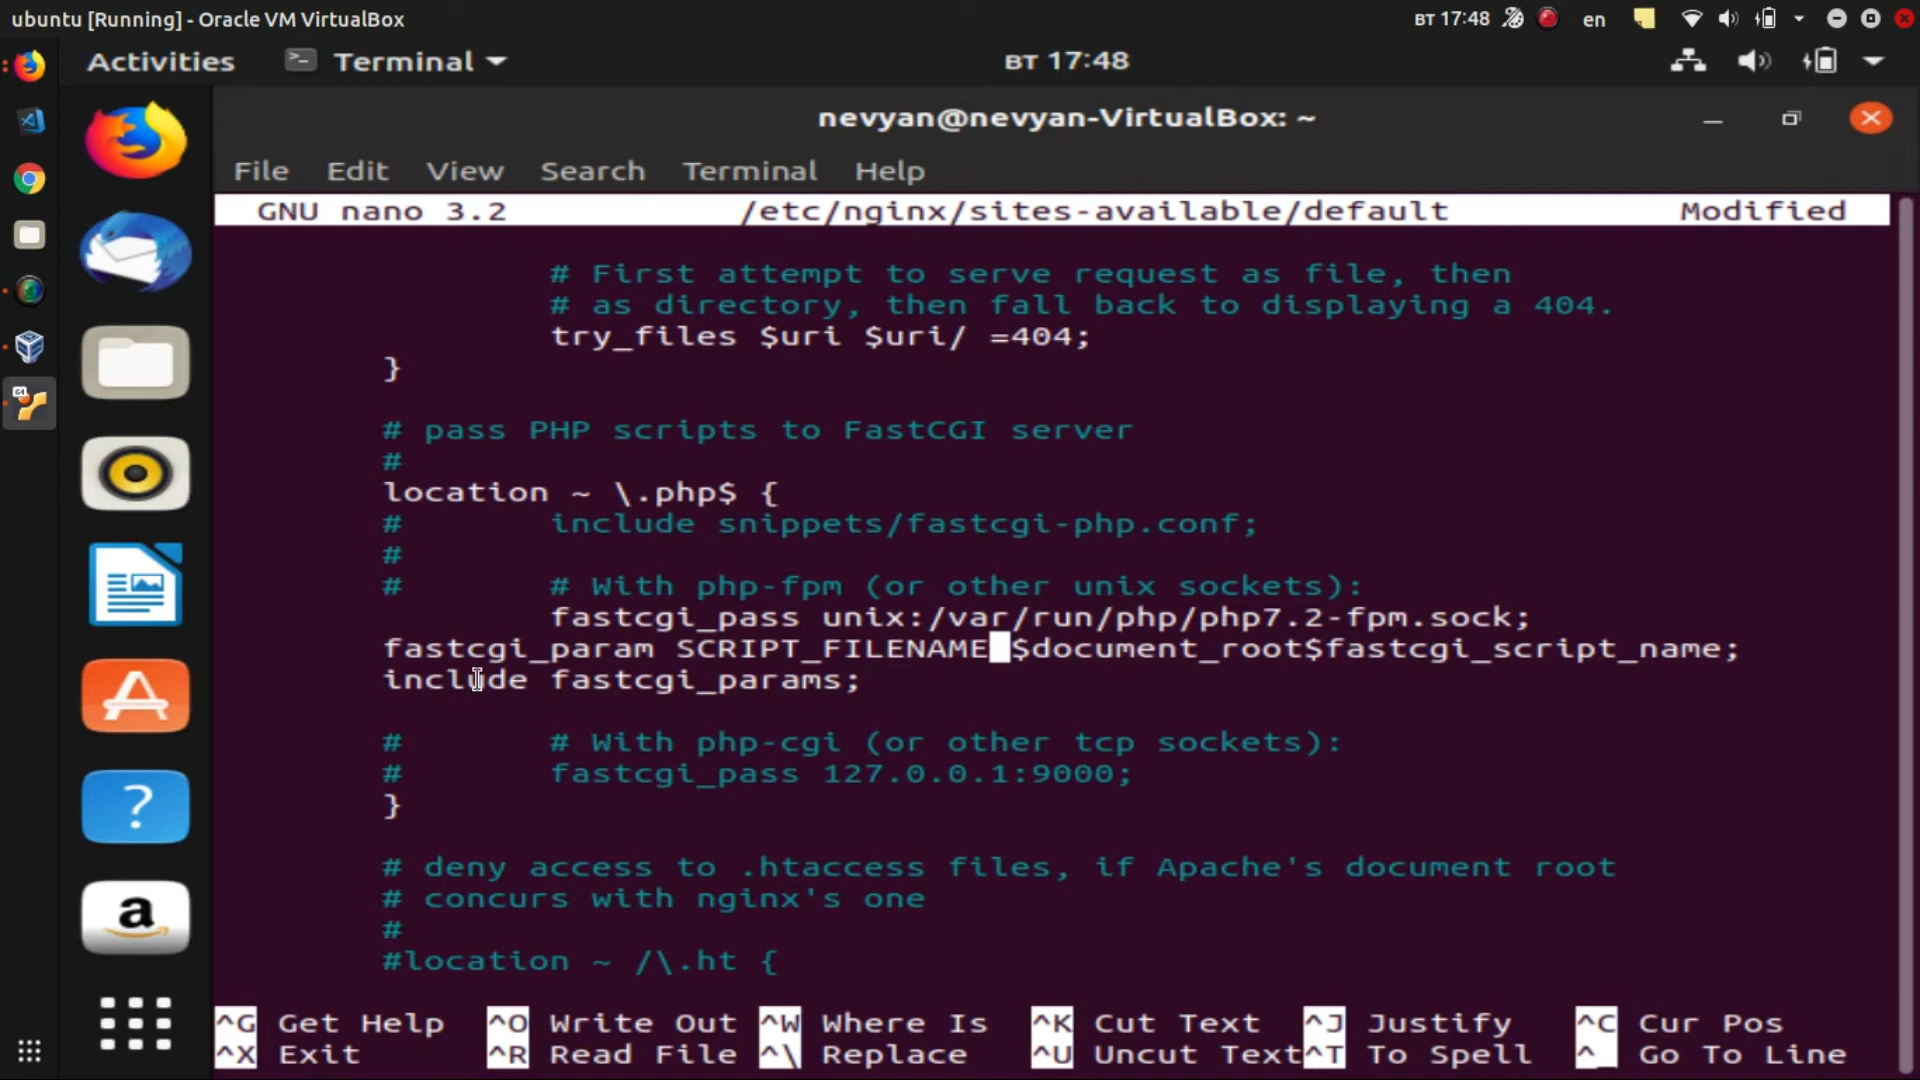 ubuntu [Running] - Oracle VM VirtualBox
вт 17:48
en
Activities
Terminal
вт 17:48
nevyan@nevyan-VirtualBox: ~
File Edit View Search Terminal Help
GNU nano 3.2 /etc/nginx/sites-available/default Modified
# First attempt to serve request as file, then
# as directory, then fall back to displaying a 404.
try_files $uri $uri/ =404;
}
# pass PHP scripts to FastCGI server
#
location ~ \.php$ {
# include snippets/fastcgi-php.conf;
#
# # With php-fpm (or other unix sockets):
fastcgi_pass unix:/var/run/php/php7.2-fpm.sock;
fastcgi_param SCRIPT_FILENAME $document_root$fastcgi_script_name;
include fastcgi_params;
# # With php-cgi (or other tcp sockets):
# fastcgi_pass 127.0.0.1:9000;
}
# deny access to .htaccess files, if Apache's document root
# concurs with nginx's one
#
#location ~ /\.ht {
^G Get Help ^O Write Out ^W Where Is ^K Cut Text ^J Justify ^C Cur Pos
^X Exit ^R Read File ^\ Replace ^U Uncut Text ^T To Spell ^_ Go To Line